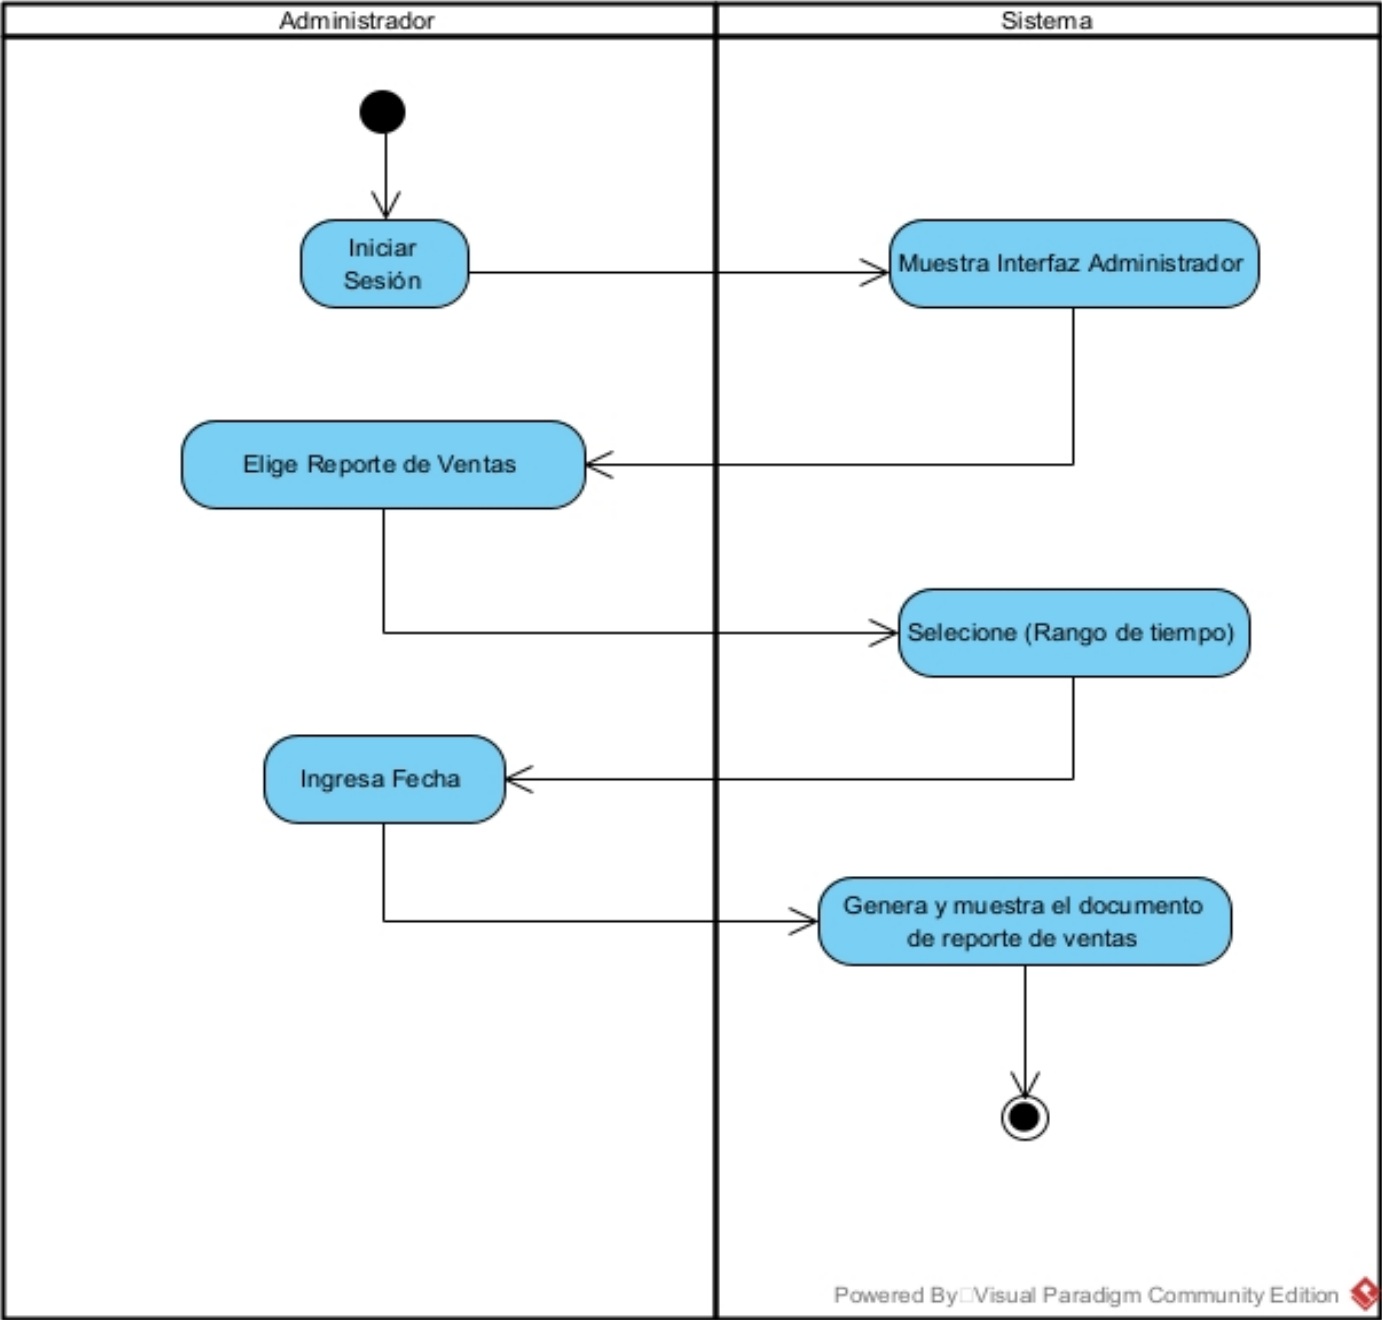 Administrador
Sistema
Iniciar
Sesión
Muestra Interfaz Administrador
Elige Reporte de Ventas
Selecione (Rango de tiempo)
Ingresa Fecha
Genera y muestra el documento
de reporte de ventas
Powered By Visual Paradigm Community Edition